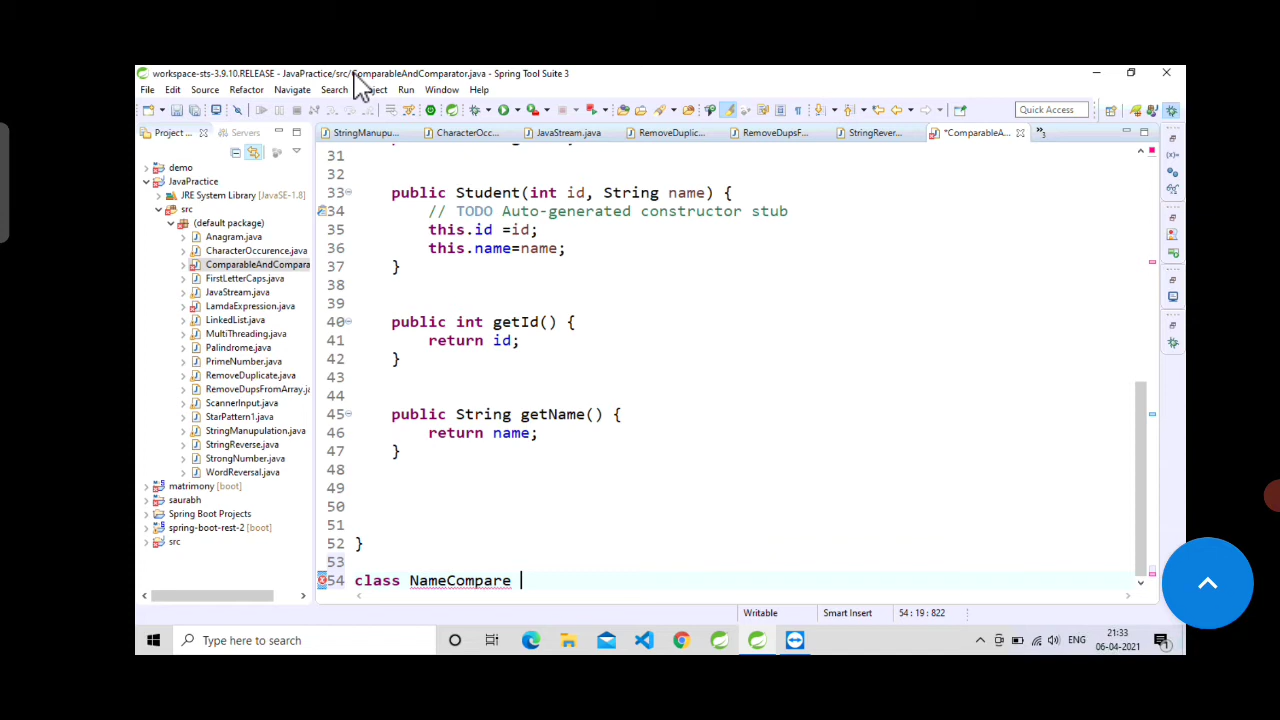 workspace-sts-3.9.10.RELEASE - JavaPractice/src/ComparableAndComparator.java - Spring Tool Suite 3
File Edit Source Refactor Navigate Search Project Run Window Help
Quick Access
Project ... Servers
StringManupu... CharacterOcc... JavaStream.java RemoveDuplic... RemoveDupsF... StringRever... *ComparableA... »3
demo
JavaPractice
JRE System Library [JavaSE-1.8]
src
(default package)
Anagram.java
CharacterOccurence.java
ComparableAndCompara
FirstLetterCaps.java
JavaStream.java
LamdaExpression.java
LinkedList.java
MultiThreading.java
Palindrome.java
PrimeNumber.java
RemoveDuplicate.java
RemoveDupsFromArray.ja
ScannerInput.java
StarPattern1.java
StringManupulation.java
StringReverse.java
StrongNumber.java
WordReversal.java
matrimony [boot]
saurabh
Spring Boot Projects
spring-boot-rest-2 [boot]
src
31
32
33 public Student(int id, String name) {
34 // TODO Auto-generated constructor stub
35 this.id =id;
36 this.name=name;
37 }
38
39
40 public int getId() {
41 return id;
42 }
43
44
45 public String getName() {
46 return name;
47 }
48
49
50
51
52 }
53
54 class NameCompare
Writable Smart Insert 54 : 19 : 822
Type here to search
ENG
21:33
06-04-2021
1